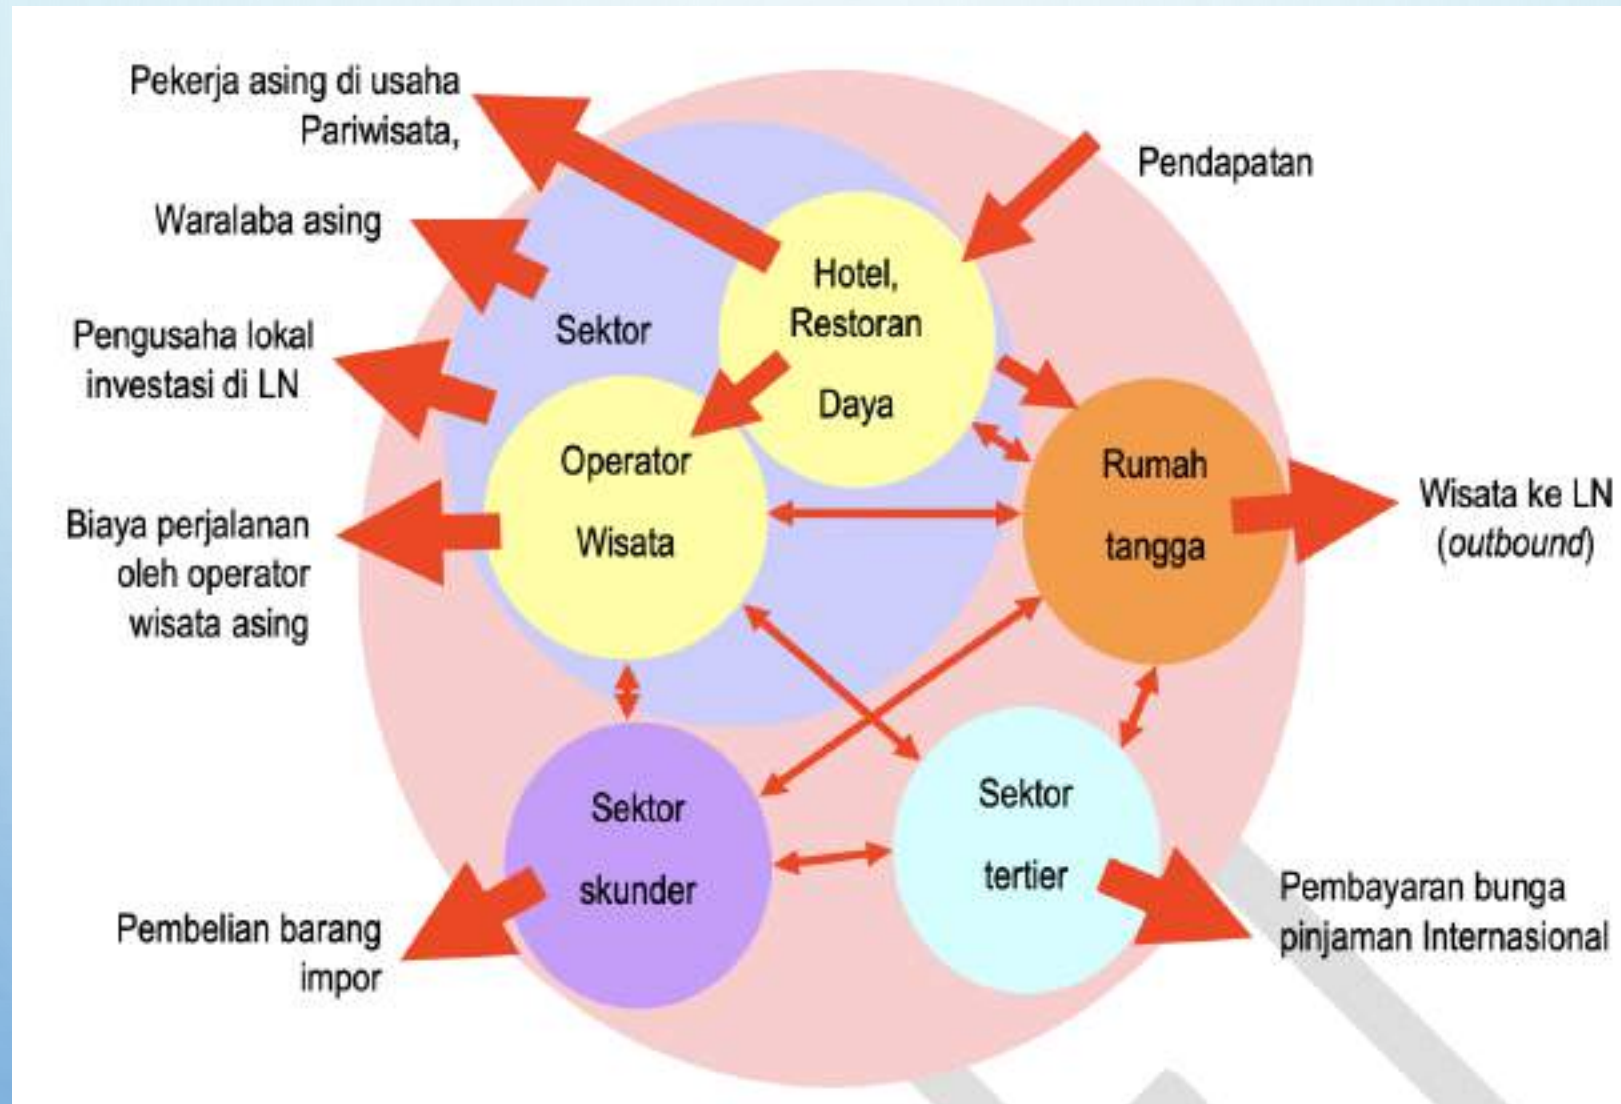 Pekerja asing di usaha
Pariwisata,
Pendapatan
Waralaba asing
Hotel,
Restoran
Daya
Sektor
Pengusaha lokal
investasi di LN
Operator
Wisata
Rumah
tangga
Wisata ke LN
(outbound)
Biaya perjalanan
oleh operator
wisata asing
Sektor
skunder
Sektor
tertier
Pembelian barang
impor
Pembayaran bunga
pinjaman Internasional